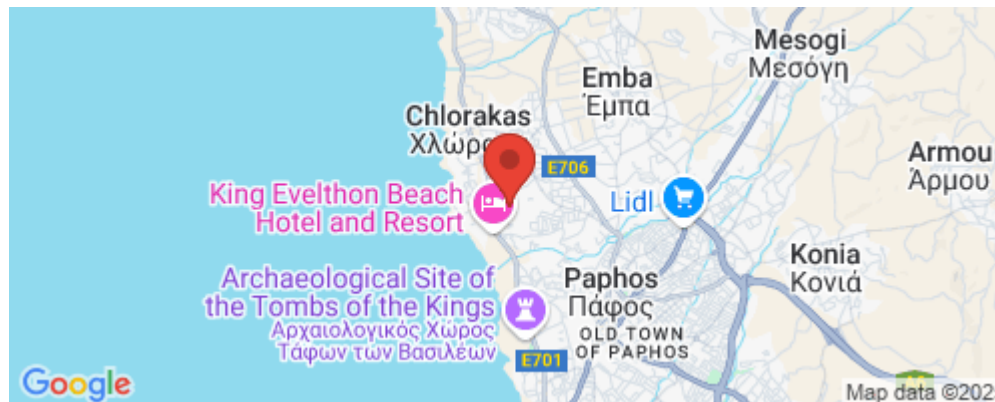 Mesogi
Μεσόγη
Emba
Έμπα
Chlorakas
E706
Armou
Άρμου
King Evelthon Beach
Hotel and Resort
Lidl
Konia
Κονιά
Archaeological Site of
the Tombs of the Kings
Αρχαιολογικός Χώρος
Τάφων τών Βασιλέων
Paphos
Πάφος
OLD TOWN
OF PAPHOS
E701
Google
Map data